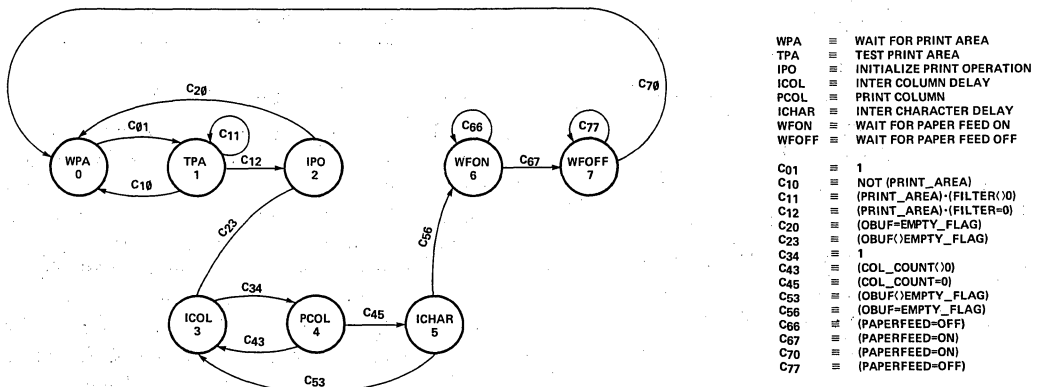 C70
C20
C01
C11
C66
C77
WPA
0
TPA
1
C12
IPO
2
WFON
6
C67
WFOFF
7
C10
C23
C56
C34
ICOL
3
PCOL
4
C45
ICHAR
5
C43
C53
WPA ≡ WAIT FOR PRINT AREA
TPA ≡ TEST PRINT AREA
IPO ≡ INITIALIZE PRINT OPERATION
ICOL ≡ INTER COLUMN DELAY
PCOL ≡ PRINT COLUMN
ICHAR ≡ INTER CHARACTER DELAY
WFON ≡ WAIT FOR PAPER FEED ON
WFOFF ≡ WAIT FOR PAPER FEED OFF
C01 ≡ 1
C10 ≡ NOT (PRINT_AREA)
C11 ≡ (PRINT_AREA)·(FILTER⟨⟩0)
C12 ≡ (PRINT_AREA)·(FILTER=0)
C20 ≡ (OBUF=EMPTY_FLAG)
C23 ≡ (OBUF⟨⟩EMPTY_FLAG)
C34 ≡ 1
C43 ≡ (COL_COUNT⟨⟩0)
C45 ≡ (COL_COUNT=0)
C53 ≡ (OBUF⟨⟩EMPTY_FLAG)
C56 ≡ (OBUF=EMPTY_FLAG)
C66 ≡ (PAPERFEED=OFF)
C67 ≡ (PAPERFEED=ON)
C70 ≡ (PAPERFEED=ON)
C77 ≡ (PAPERFEED=OFF)